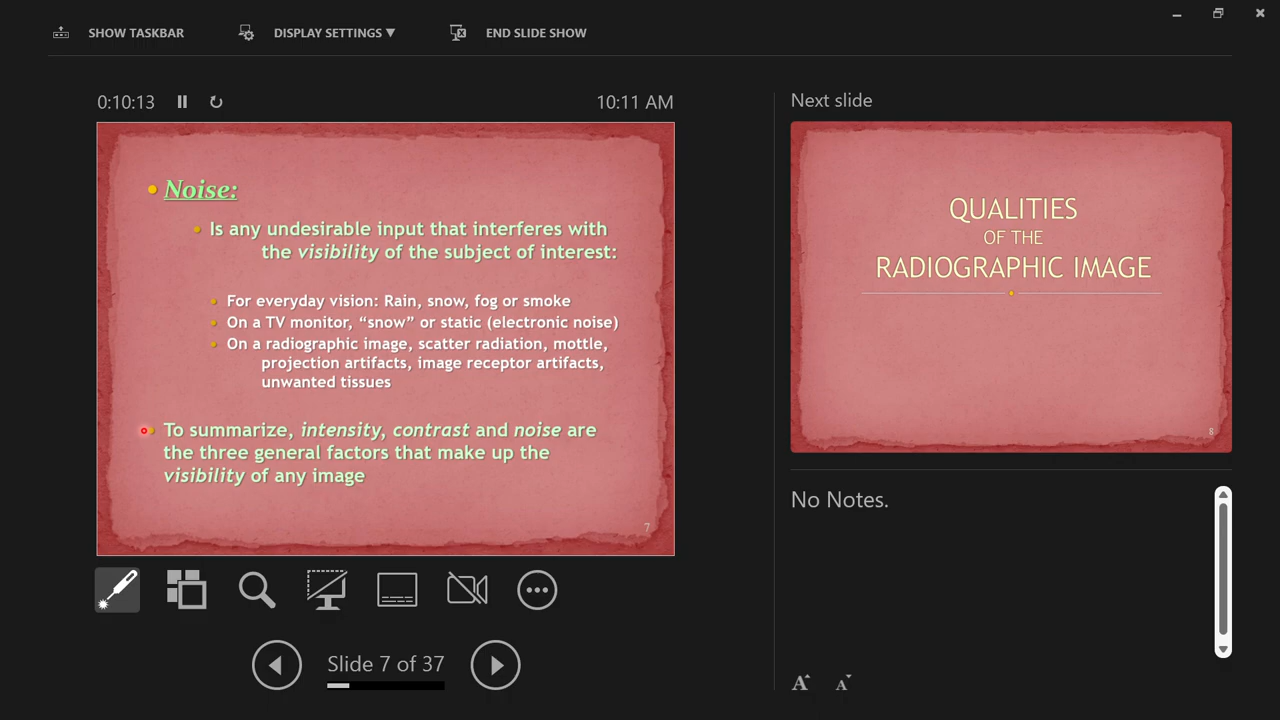 SHOW TASKBAR
DISPLAY SETTINGS ▼
END SLIDE SHOW
0:10:13
10:11 AM
Noise:
Is any undesirable input that interferes with
the visibility of the subject of interest:
For everyday vision: Rain, snow, fog or smoke
On a TV monitor, “snow” or static (electronic noise)
On a radiographic image, scatter radiation, mottle,
projection artifacts, image receptor artifacts,
unwanted tissues
To summarize, intensity, contrast and noise are
the three general factors that make up the
visibility of any image
7
Slide 7 of 37
Next slide
QUALITIES
OF THE
RADIOGRAPHIC IMAGE
8
No Notes.
A
A